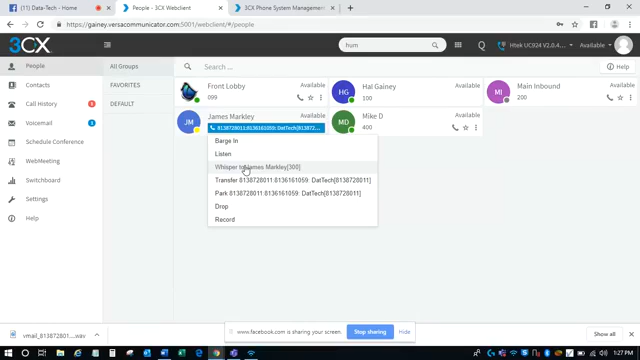 Data-Tech - Home
People - 3CX Webclient
3CX Phone System Management
https://gainey.versacommunicator.com:5001/webclient/#/people
3CX
hum
Htek UC924 V2.0.4...
Available
People
All Groups
Search ...
Help
Contacts
FAVORITES
Call History
1
DEFAULT
Voicemail
3
Schedule Conference
WebMeeting
Switchboard
Settings
Help
Front Lobby
Available
099
HG
Hal Gainey
Available
100
MI
Main Inbound
Available
200
JM
James Markley
Available
8138728011:8136161059: DatTech[813872...
MD
Mike D
Available
400
Barge In
Listen
Whisper to James Markley[300]
Transfer 8138728011:8136161059: DatTech[8138728011]
Park 8138728011:8136161059: DatTech[8138728011]
Drop
Record
www.facebook.com is sharing your screen.
Stop sharing
Hide
vmail_813872801....wav
Show all
1:27 PM